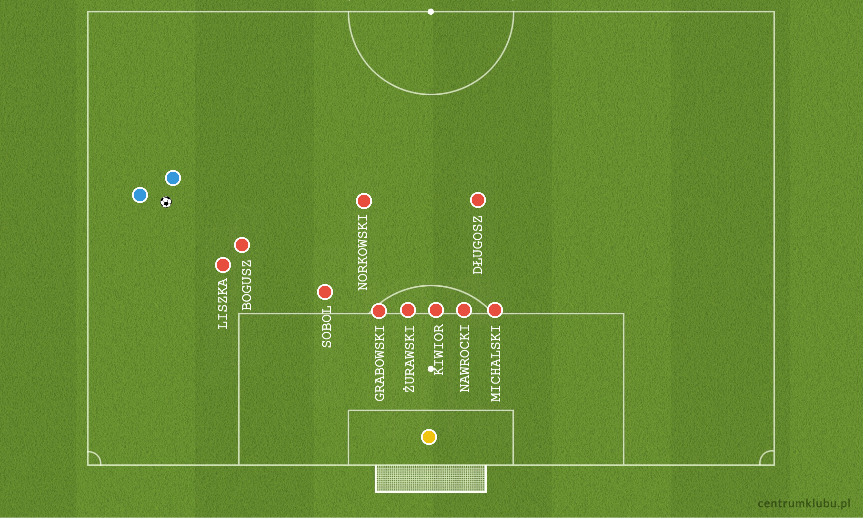 NORKOWSKI
DŁUGOSZ
BOGUSZ
LISZKA
SOBOL
GRABOWSKI
ŻURAWSKI
KIWIOR
NAWROCKI
MICHALSKI
centrumklubu.pl